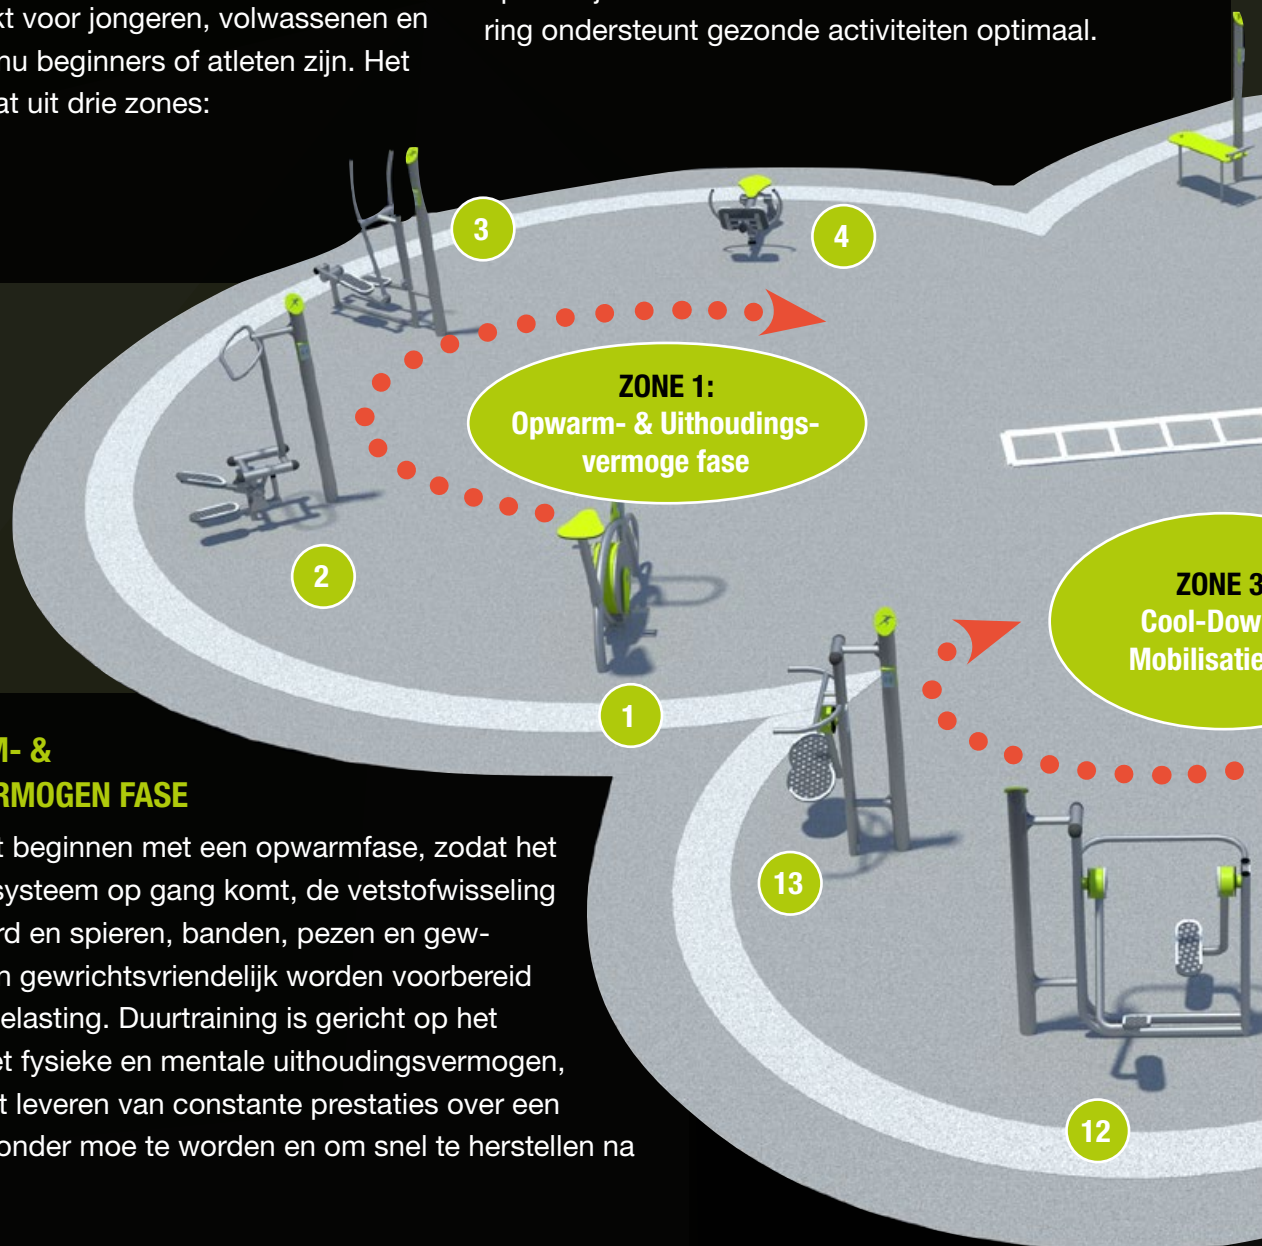 kt voor jongeren, volwassenen en
nu beginners of atleten zijn. Het
at uit drie zones:
ring ondersteunt gezonde activiteiten optimaal.
3
4
ZONE 1:
Opwarm- & Uithoudings-
vermoge fase
2
1
ZONE 3
Cool-Dow
Mobilisatie
13
12
M- &
RMOGEN FASE
t beginnen met een opwarmfase, zodat het
systeem op gang komt, de vetstofwisseling
rd en spieren, banden, pezen en gew-
n gewrichtsvriendelijk worden voorbereid
elasting. Duurtraining is gericht op het
et fysieke en mentale uithoudingsvermogen,
t leveren van constante prestaties over een
onder moe te worden en om snel te herstellen na